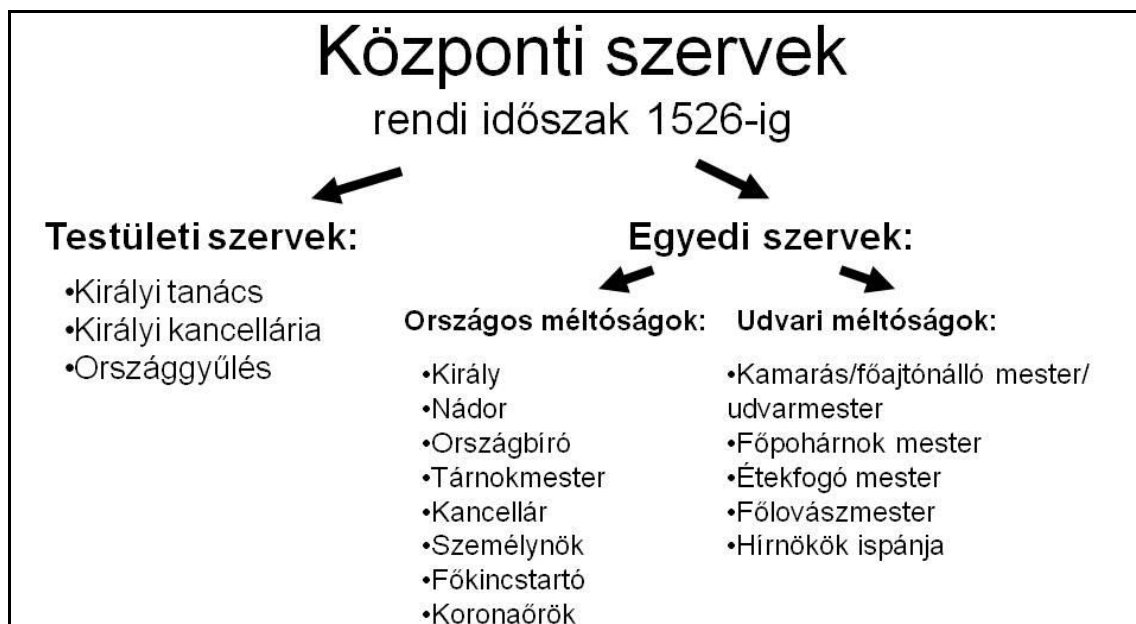 Központi szervek
rendi időszak 1526-ig
Testületi szervek:
•Királyi tanács
•Királyi kancellária
•Országgyűlés
Egyedi szervek:
Országos méltóságok:
•Király
•Nádor
•Országbíró
•Tárnokmester
•Kancellár
•Személynök
•Főkincstartó
•Koronaőrök
Udvari méltóságok:
•Kamarás/főajtónálló mester/
udvarmester
•Főpohárnok mester
•Étekfogó mester
•Főlovászmester
•Hírnökök ispánja